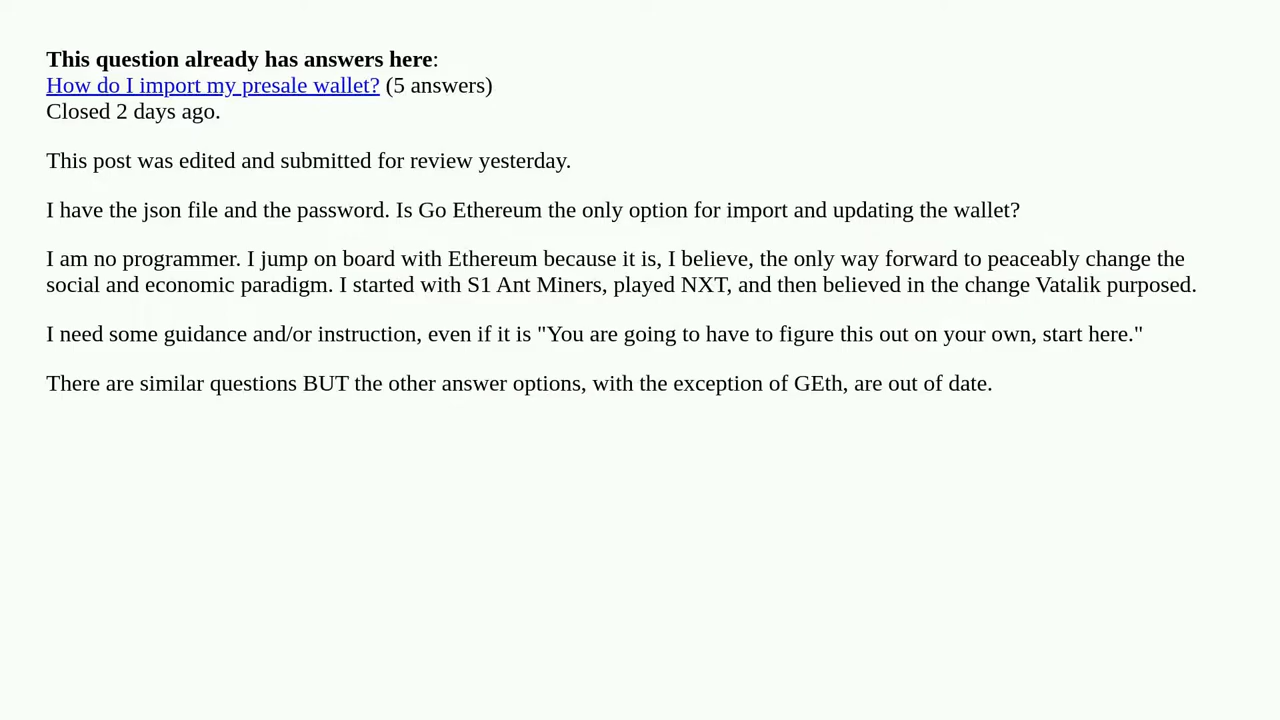 This question already has answers here:
How do I import my presale wallet? (5 answers)
Closed 2 days ago.
This post was edited and submitted for review yesterday.
I have the json file and the password. Is Go Ethereum the only option for import and updating the wallet?
I am no programmer. I jump on board with Ethereum because it is, I believe, the only way forward to peaceably change the
social and economic paradigm. I started with S1 Ant Miners, played NXT, and then believed in the change Vatalik purposed.
I need some guidance and/or instruction, even if it is "You are going to have to figure this out on your own, start here."
There are similar questions BUT the other answer options, with the exception of GEth, are out of date.